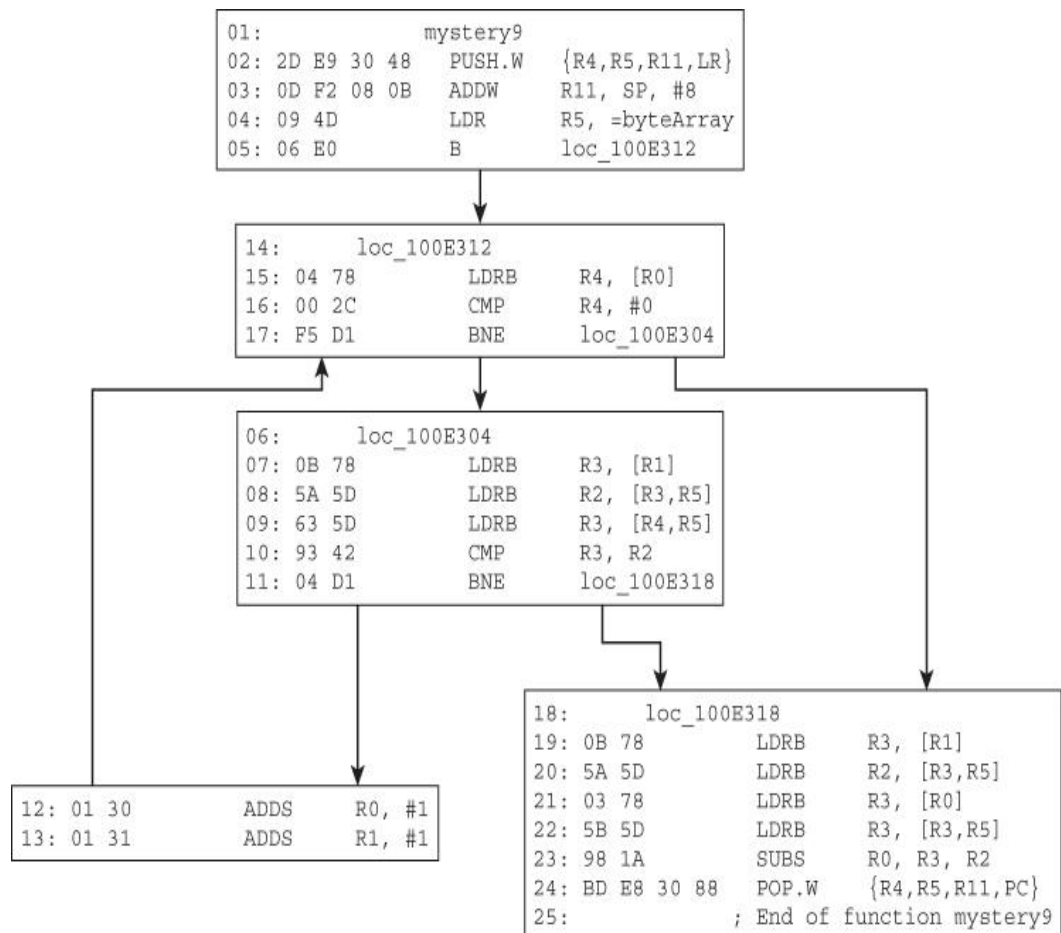 01: mystery9
02: 2D E9 30 48 PUSH.W {R4,R5,R11,LR}
03: 0D F2 08 0B ADDW R11, SP, #8
04: 09 4D LDR R5, =byteArray
05: 06 E0 B loc_100E312
14: loc_100E312
15: 04 78 LDRB R4, [R0]
16: 00 2C CMP R4, #0
17: F5 D1 BNE loc_100E304
06: loc_100E304
07: 0B 78 LDRB R3, [R1]
08: 5A 5D LDRB R2, [R3,R5]
09: 63 5D LDRB R3, [R4,R5]
10: 93 42 CMP R3, R2
11: 04 D1 BNE loc_100E318
12: 01 30 ADDS R0, #1
13: 01 31 ADDS R1, #1
18: loc_100E318
19: 0B 78 LDRB R3, [R1]
20: 5A 5D LDRB R2, [R3,R5]
21: 03 78 LDRB R3, [R0]
22: 5B 5D LDRB R3, [R3,R5]
23: 98 1A SUBS R0, R3, R2
24: BD E8 30 88 POP.W {R4,R5,R11,PC}
25: ; End of function mystery9